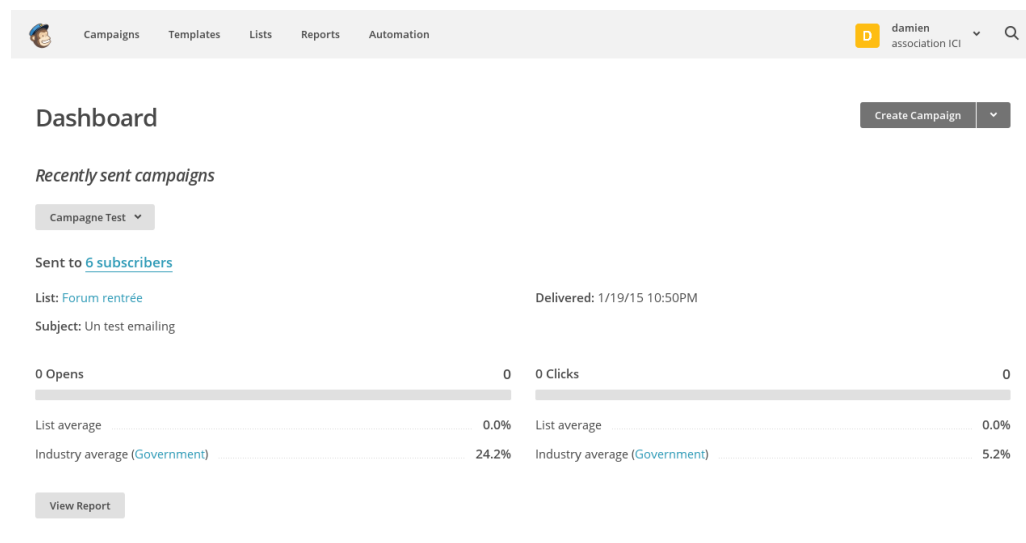 Campaigns Templates Lists Reports Automation
D
damien
association ICI
Dashboard
Create Campaign
Recently sent campaigns
Campagne Test
Sent to 6 subscribers
List: Forum rentrée
Delivered: 1/19/15 10:50PM
Subject: Un test emailing
0 Opens 0
0 Clicks 0
List average 0.0%
List average 0.0%
Industry average (Government) 24.2%
Industry average (Government) 5.2%
View Report